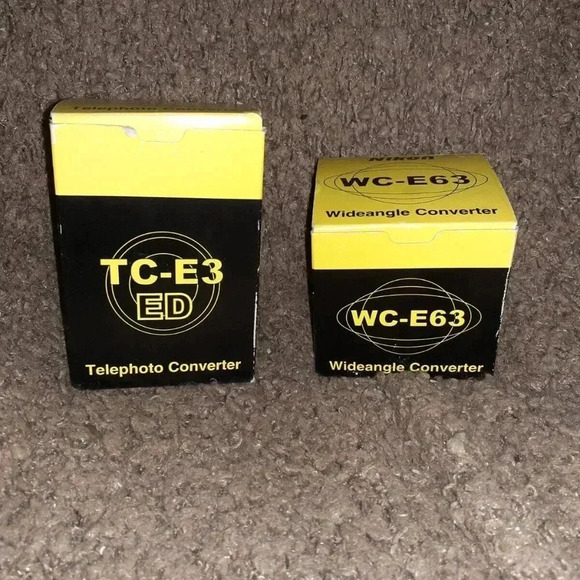 Telephoto Converter
TC-E3
ED
Telephoto Converter
Nikon
WC-E63
Wideangle Converter
WC-E63
Wideangle Converter